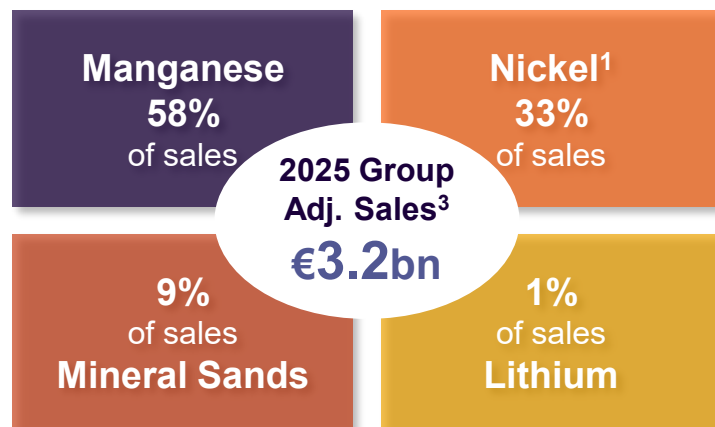 Manganese
58%
of sales
Nickel¹
33%
of sales
2025 Group
Adj. Sales³
€3.2bn
9%
of sales
Mineral Sands
1%
of sales
Lithium